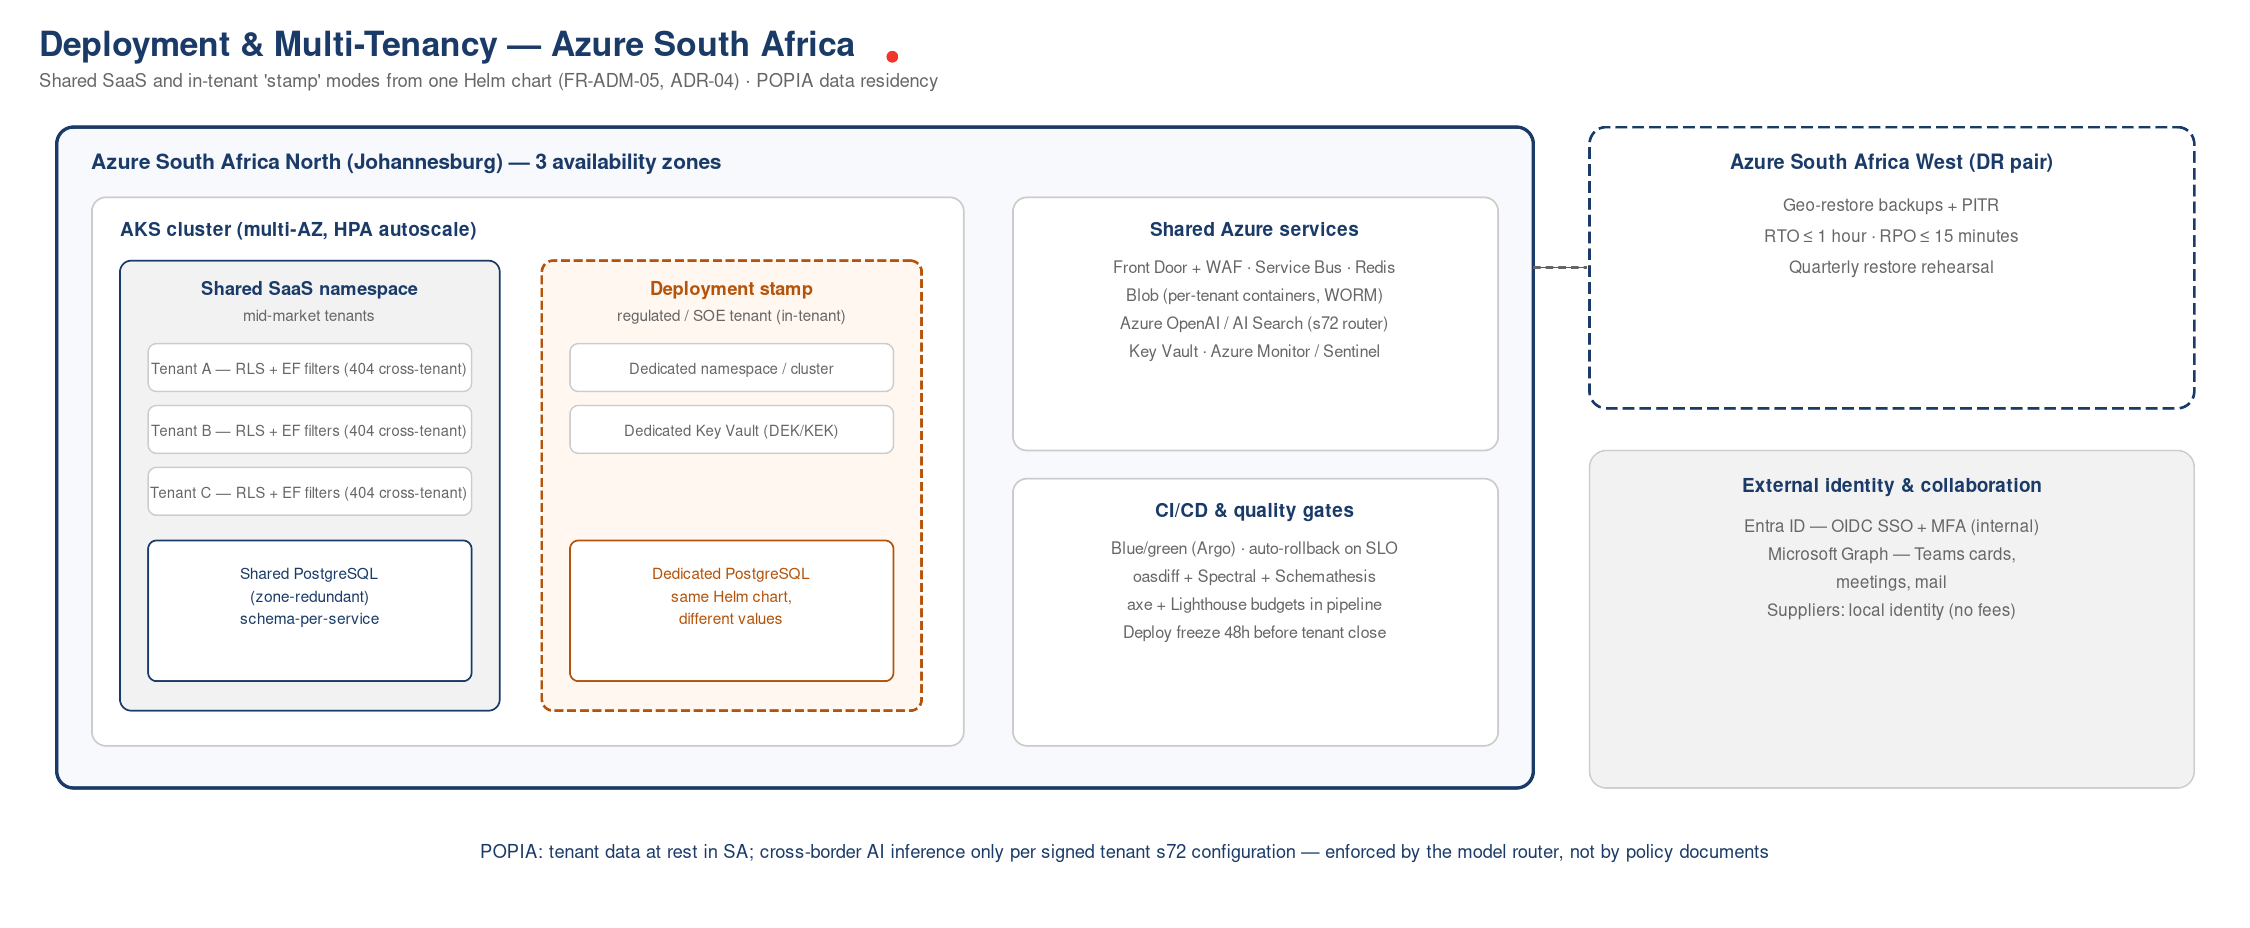 Deployment & Multi-Tenancy — Azure South Africa
Shared SaaS and in-tenant 'stamp' modes from one Helm chart (FR-ADM-05, ADR-04) · POPIA data residency
Azure South Africa North (Johannesburg) — 3 availability zones
AKS cluster (multi-AZ, HPA autoscale)
Shared SaaS namespace
mid-market tenants
Tenant A — RLS + EF filters (404 cross-tenant)
Tenant B — RLS + EF filters (404 cross-tenant)
Tenant C — RLS + EF filters (404 cross-tenant)
Shared PostgreSQL
(zone-redundant)
schema-per-service
Deployment stamp
regulated / SOE tenant (in-tenant)
Dedicated namespace / cluster
Dedicated Key Vault (DEK/KEK)
Dedicated PostgreSQL
same Helm chart,
different values
Shared Azure services
Front Door + WAF · Service Bus · Redis
Blob (per-tenant containers, WORM)
Azure OpenAI / AI Search (s72 router)
Key Vault · Azure Monitor / Sentinel
CI/CD & quality gates
Blue/green (Argo) · auto-rollback on SLO
oasdiff + Spectral + Schemathesis
axe + Lighthouse budgets in pipeline
Deploy freeze 48h before tenant close
Azure South Africa West (DR pair)
Geo-restore backups + PITR
RTO ≤ 1 hour · RPO ≤ 15 minutes
Quarterly restore rehearsal
External identity & collaboration
Entra ID — OIDC SSO + MFA (internal)
Microsoft Graph — Teams cards,
meetings, mail
Suppliers: local identity (no fees)
POPIA: tenant data at rest in SA; cross-border AI inference only per signed tenant s72 configuration — enforced by the model router, not by policy documents